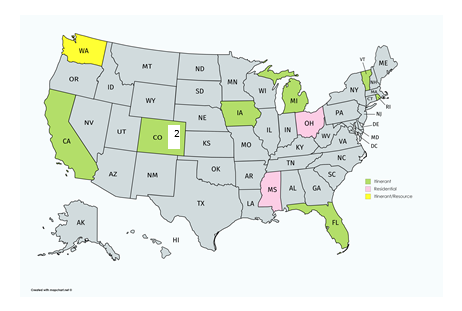 WA
MT
ND
MN
VT
ME
OR
ID
SD
WI
MI
NY
NH
MA
CT
RI
WY
NE
IA
PA
NJ
NV
UT
CO
2
KS
MO
IL
IN
OH
WV
VA
DE
MD
DC
CA
KY
NC
AZ
NM
OK
AR
TN
SC
TX
LA
MS
AL
GA
FL
AK
HI
Itinerant
Residential
Itinerant/Resource
Created with mapchart.net ©